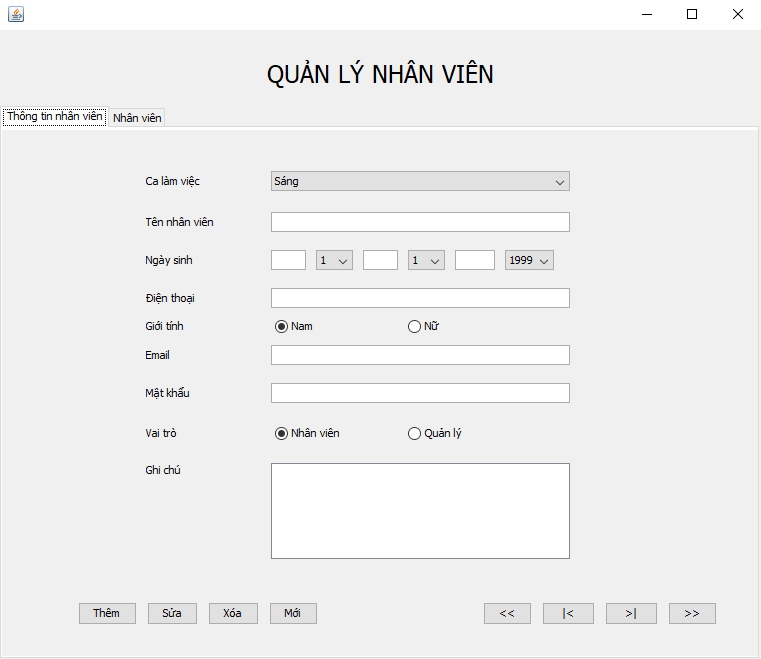 QUẢN LÝ NHÂN VIÊN
Thông tin nhân viên Nhân viên
Ca làm việc Sáng
Tên nhân viên
Ngày sinh 1 1 1999
Điện thoại
Giới tính Nam Nữ
Email
Mật khẩu
Vai trò Nhân viên Quản lý
Ghi chú
Thêm Sửa Xóa Mới << |< >| >>